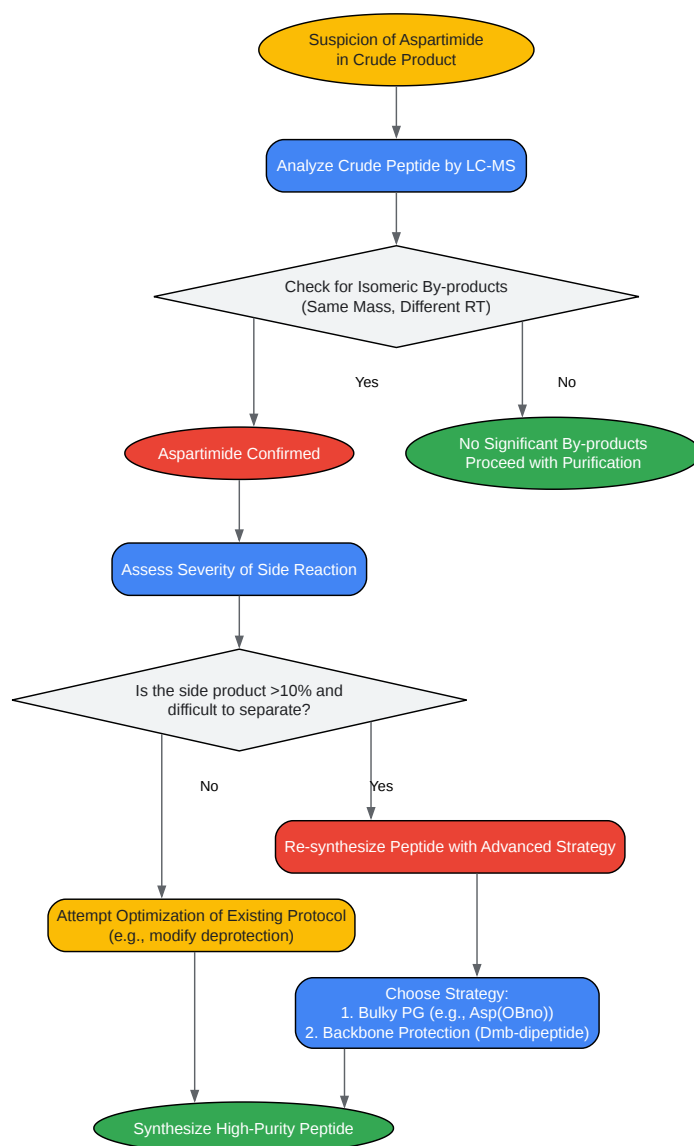 Suspicion of Aspartimide
in Crude Product
Analyze Crude Peptide by LC-MS
Check for Isomeric By-products
(Same Mass, Different RT)
Yes
No
Aspartimide Confirmed
No Significant By-products
Proceed with Purification
Assess Severity of Side Reaction
Is the side product >10% and
difficult to separate?
No
Yes
Re-synthesize Peptide with Advanced Strategy
Attempt Optimization of Existing Protocol
(e.g., modify deprotection)
Choose Strategy:
1. Bulky PG (e.g., Asp(OBno))
2. Backbone Protection (Dmb-dipeptide)
Synthesize High-Purity Peptide